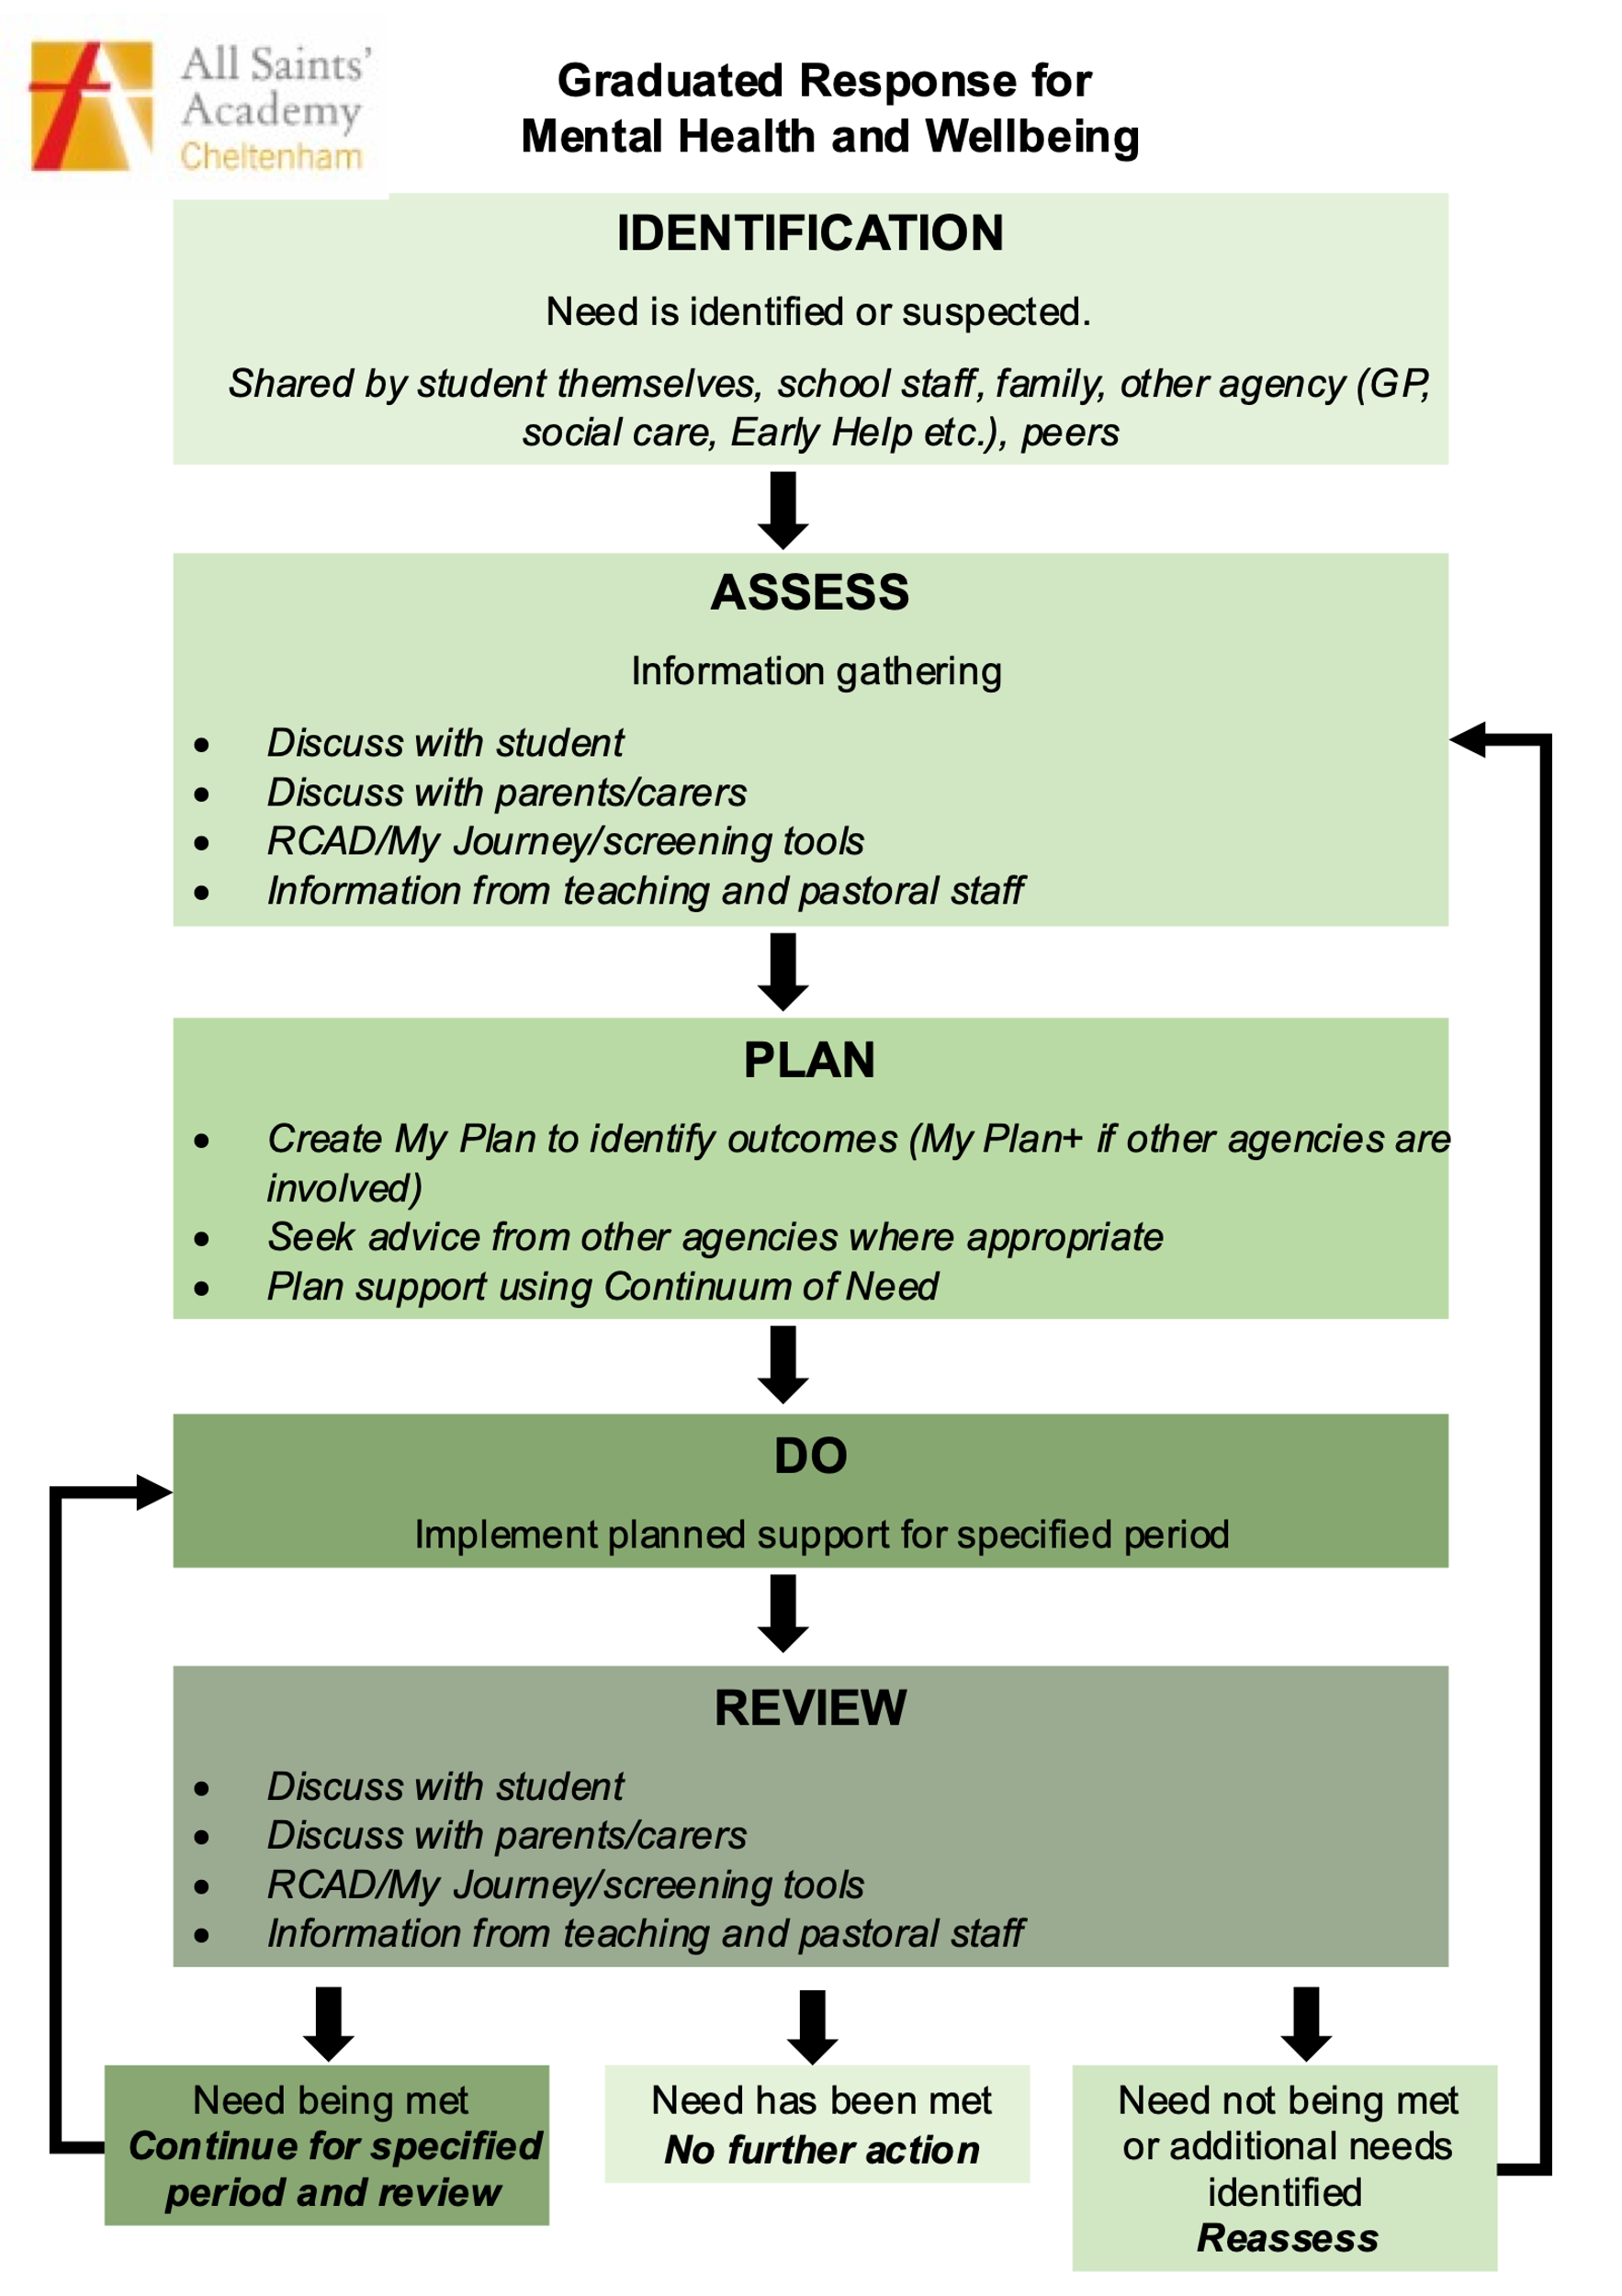 All Saints’
Academy
Cheltenham
Graduated Response for
Mental Health and Wellbeing
IDENTIFICATION
Need is identified or suspected.
Shared by student themselves, school staff, family, other agency (GP,
social care, Early Help etc.), peers
ASSESS
Information gathering
• Discuss with student
• Discuss with parents/carers
• RCAD/My Journey/screening tools
• Information from teaching and pastoral staff
PLAN
• Create My Plan to identify outcomes (My Plan+ if other agencies are
involved)
• Seek advice from other agencies where appropriate
• Plan support using Continuum of Need
DO
Implement planned support for specified period
REVIEW
• Discuss with student
• Discuss with parents/carers
• RCAD/My Journey/screening tools
• Information from teaching and pastoral staff
Need being met
Continue for specified
period and review
Need has been met
No further action
Need not being met
or additional needs
identified
Reassess